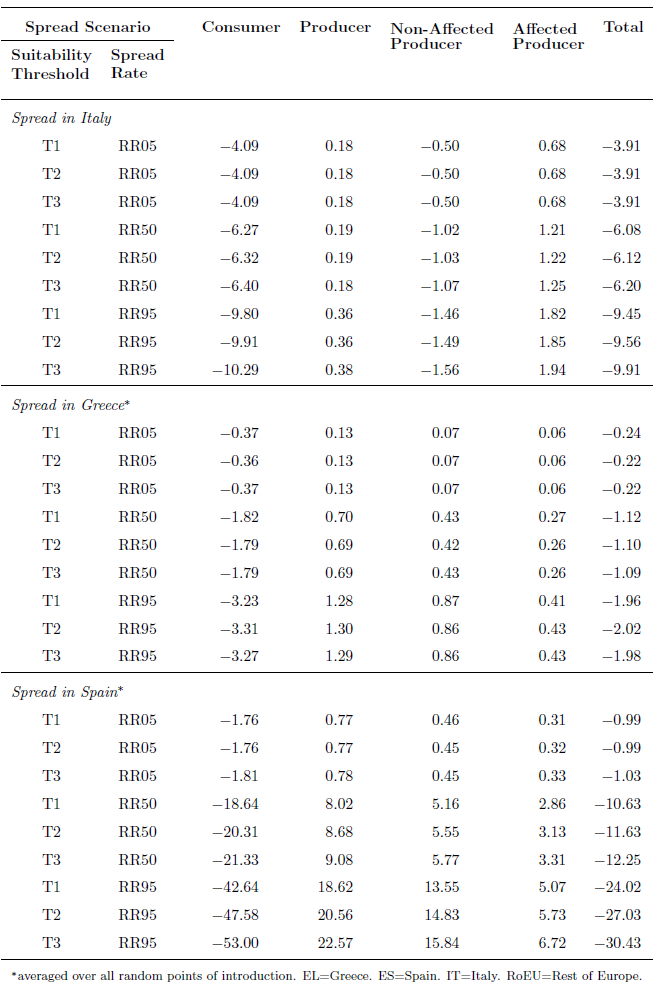 Spread Scenario Consumer Producer Non-Affected Producer Affected Producer Total
Suitability Threshold Spread Rate
Spread in Italy
T1 RR05 −4.09 0.18 −0.50 0.68 −3.91
T2 RR05 −4.09 0.18 −0.50 0.68 −3.91
T3 RR05 −4.09 0.18 −0.50 0.68 −3.91
T1 RR50 −6.27 0.19 −1.02 1.21 −6.08
T2 RR50 −6.32 0.19 −1.03 1.22 −6.12
T3 RR50 −6.40 0.18 −1.07 1.25 −6.20
T1 RR95 −9.80 0.36 −1.46 1.82 −9.45
T2 RR95 −9.91 0.36 −1.49 1.85 −9.56
T3 RR95 −10.29 0.38 −1.56 1.94 −9.91
Spread in Greece*
T1 RR05 −0.37 0.13 0.07 0.06 −0.24
T2 RR05 −0.36 0.13 0.07 0.06 −0.22
T3 RR05 −0.37 0.13 0.07 0.06 −0.22
T1 RR50 −1.82 0.70 0.43 0.27 −1.12
T2 RR50 −1.79 0.69 0.42 0.26 −1.10
T3 RR50 −1.79 0.69 0.43 0.26 −1.09
T1 RR95 −3.23 1.28 0.87 0.41 −1.96
T2 RR95 −3.31 1.30 0.86 0.43 −2.02
T3 RR95 −3.27 1.29 0.86 0.43 −1.98
Spread in Spain*
T1 RR05 −1.76 0.77 0.46 0.31 −0.99
T2 RR05 −1.76 0.77 0.45 0.32 −0.99
T3 RR05 −1.81 0.78 0.45 0.33 −1.03
T1 RR50 −18.64 8.02 5.16 2.86 −10.63
T2 RR50 −20.31 8.68 5.55 3.13 −11.63
T3 RR50 −21.33 9.08 5.77 3.31 −12.25
T1 RR95 −42.64 18.62 13.55 5.07 −24.02
T2 RR95 −47.58 20.56 14.83 5.73 −27.03
T3 RR95 −53.00 22.57 15.84 6.72 −30.43
*averaged over all random points of introduction. EL=Greece. ES=Spain. IT=Italy. RoEU=Rest of Europe.